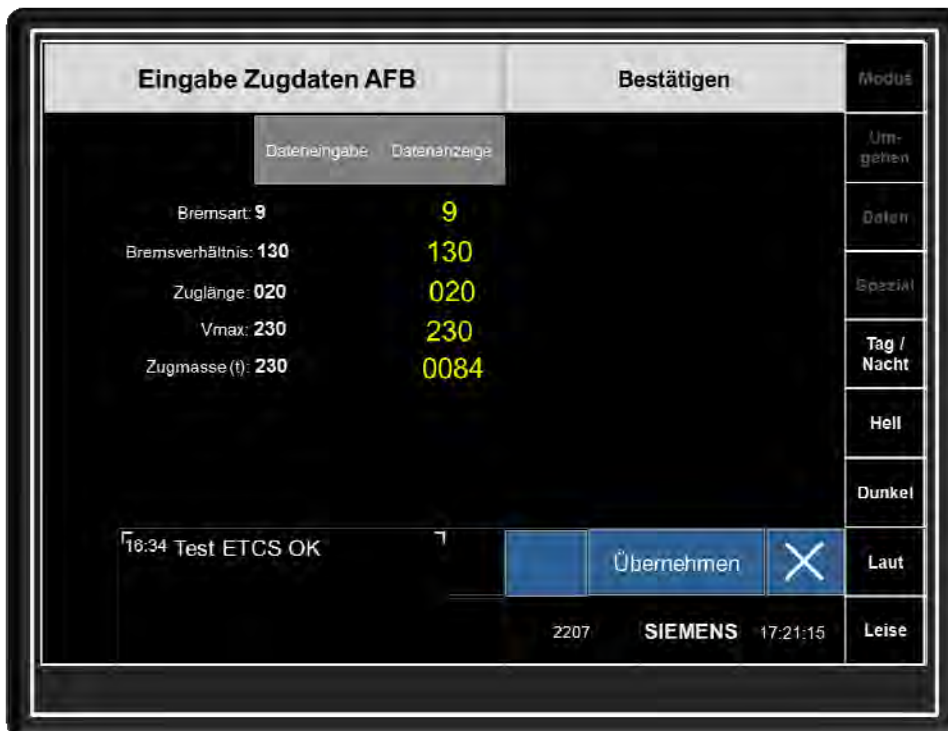 Eingabe Zugdaten AFB
Bestätigen
Modus
Dateneingabe Datenanzeige
Um-
gehen
Bremsart: 9 9
Daten
Bremsverhältnis: 130 130
Zuglänge: 020 020
Spezial
Vmax: 230 230
Tag /
Nacht
Zugmasse (t): 230 0084
Hell
Dunkel
16:34 Test ETCS OK
Übernehmen
Laut
2207 SIEMENS 17:21:15
Leise